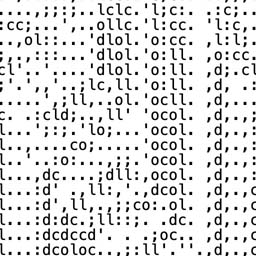 .,,;;:;...lclc.'l;c:. .:c;..
:cc;...',..ollc.'l:cc. 'l:c,.
..,ol::...'dlol.'o:cc. ,l:l;.
;,.,.:::...'dlol.'o:ll. ,o:cc.
cl'..'....'dlol.'o:ll. ,d;.cl
;'.'','..;lc,ll.'o:ll. ,d, .:
.....',;ll,..ol.'ocll. ,d,..
c. .:cld;..,ll' 'ocol. ,d,..,
l...';:;.'lo;...'ocol. ,d,..,:
l..,....co;.....'ocol. ,d,..,:
l..'..:o:...,;;.'ocol. ,d,..,:
l...,dc....;dll:,ocol. ,d,..,:
l...:d' .,ll:,'.,dcol. ,d,..,c
l...:d',ll,.,;;co:.ol. ,d,..,c
l...:d:dc.;ll::;. .dc. ,d,..,c
l...:dcdccd'. . .;oc.. ,d,..,c
l...:dcoloc..,;ll'.''.,d,..,c